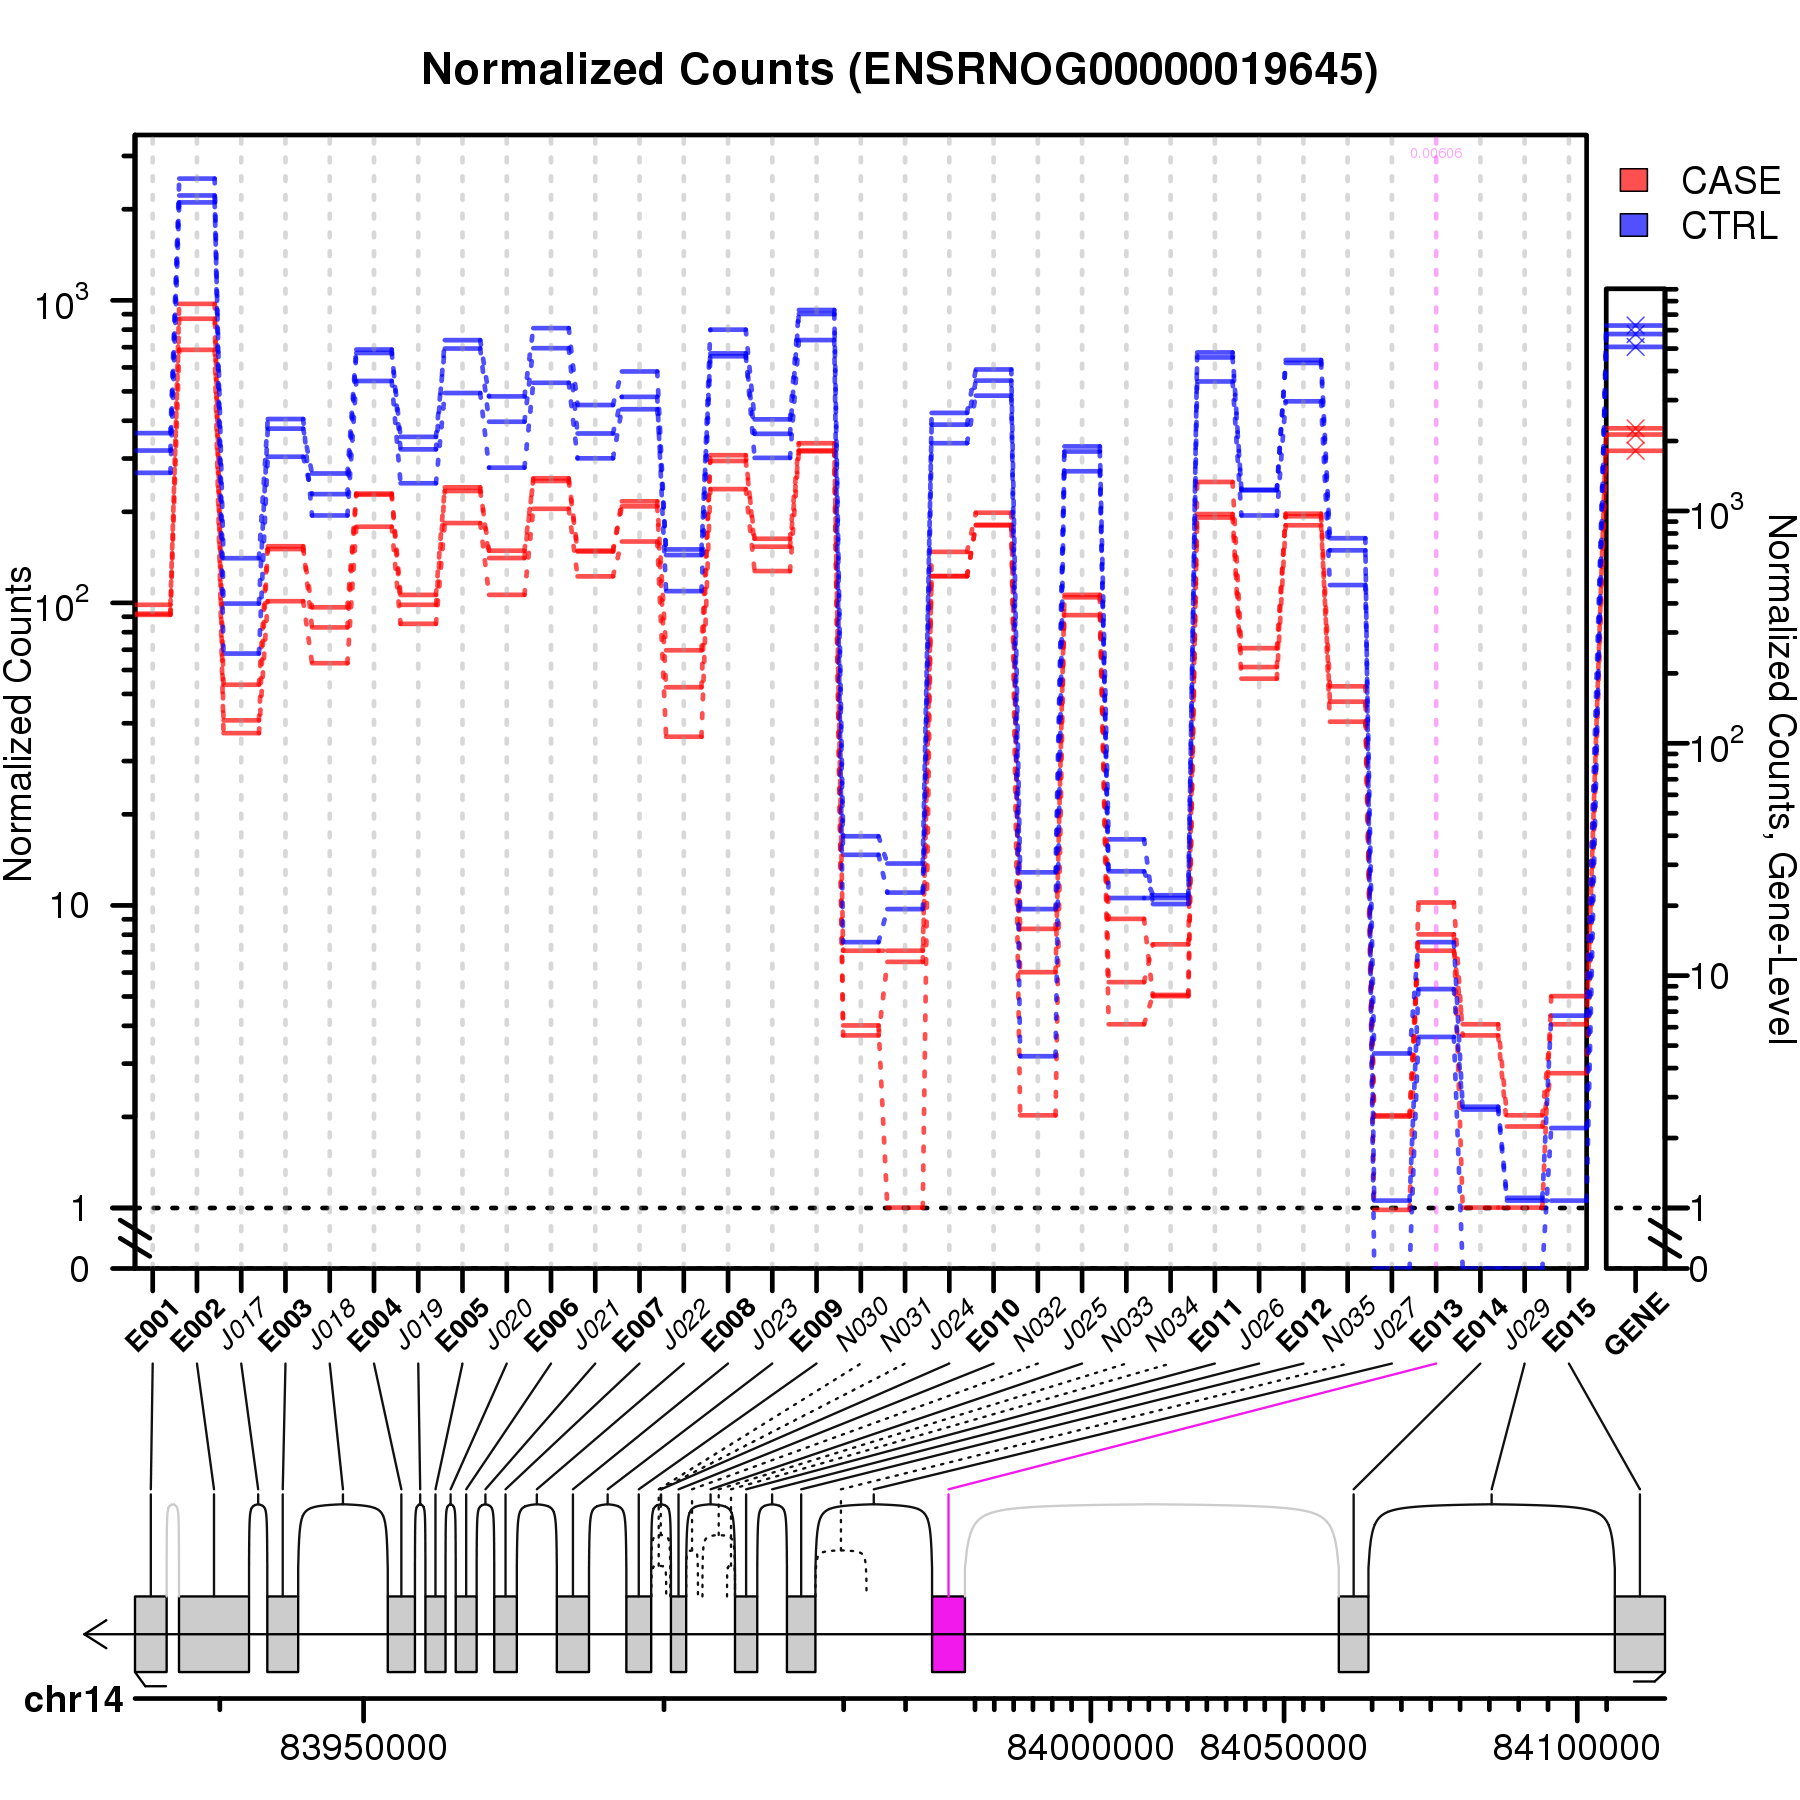 Normalized Counts (ENSRNOG00000019645)
0.00606
CASE
CTRL
Normalized Counts
10³
10²
10
1
0
Normalized Counts, Gene-Level
10³
10²
10
1
0
E001 E002 J017 E003 J018 E004 J019 E005 J020 E006 J021 E007 J022 E008 J023 E009 N030 N031 J024 E010 N032 J025 N033 N034 E011 J026 E012 N035 J027 E013 E014 J029 E015 GENE
chr14
83950000 84000000 84050000 84100000